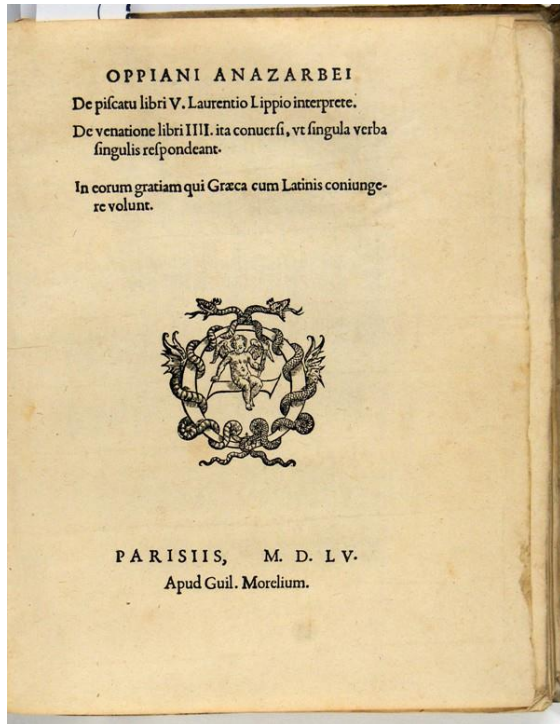 OPPIANI ANAZARBEI
De piſcatu libri V. Laurentio Lippio interprete.
De venatione libri IIII. ita conuerſi, vt ſingula verba
ſingulis reſpondeant.
In eorum gratiam qui Græca cum Latinis coniunge-
re volunt.
PARISIIS, M. D. LV.
Apud Guil. Morelium.